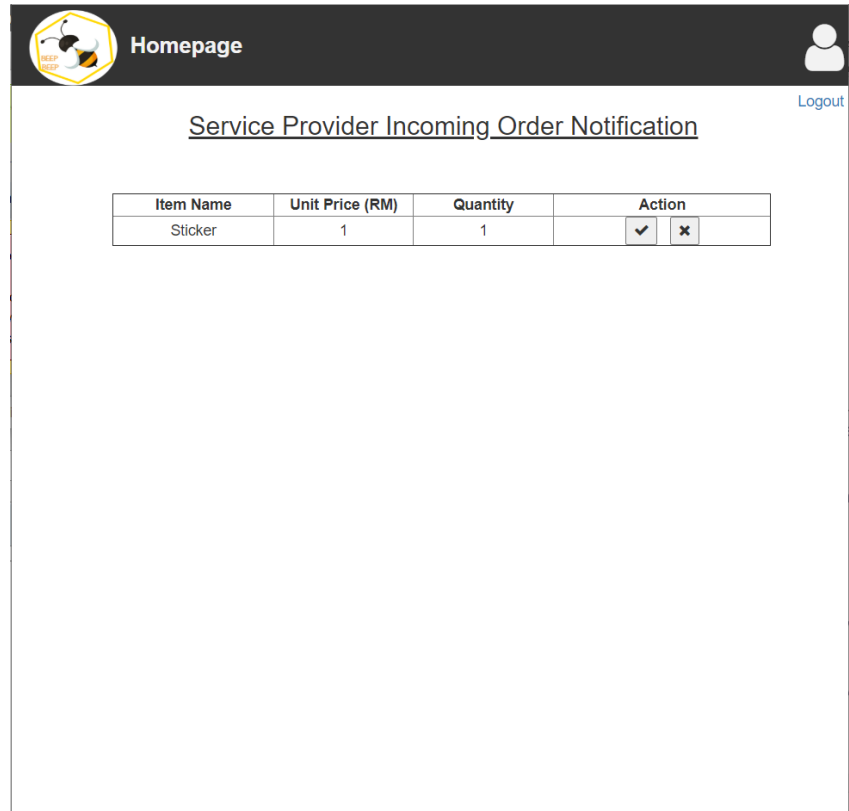 BEEP
BEEP
Homepage
Logout
Service Provider Incoming Order Notification
Item Name Unit Price (RM) Quantity Action
Sticker 1 1